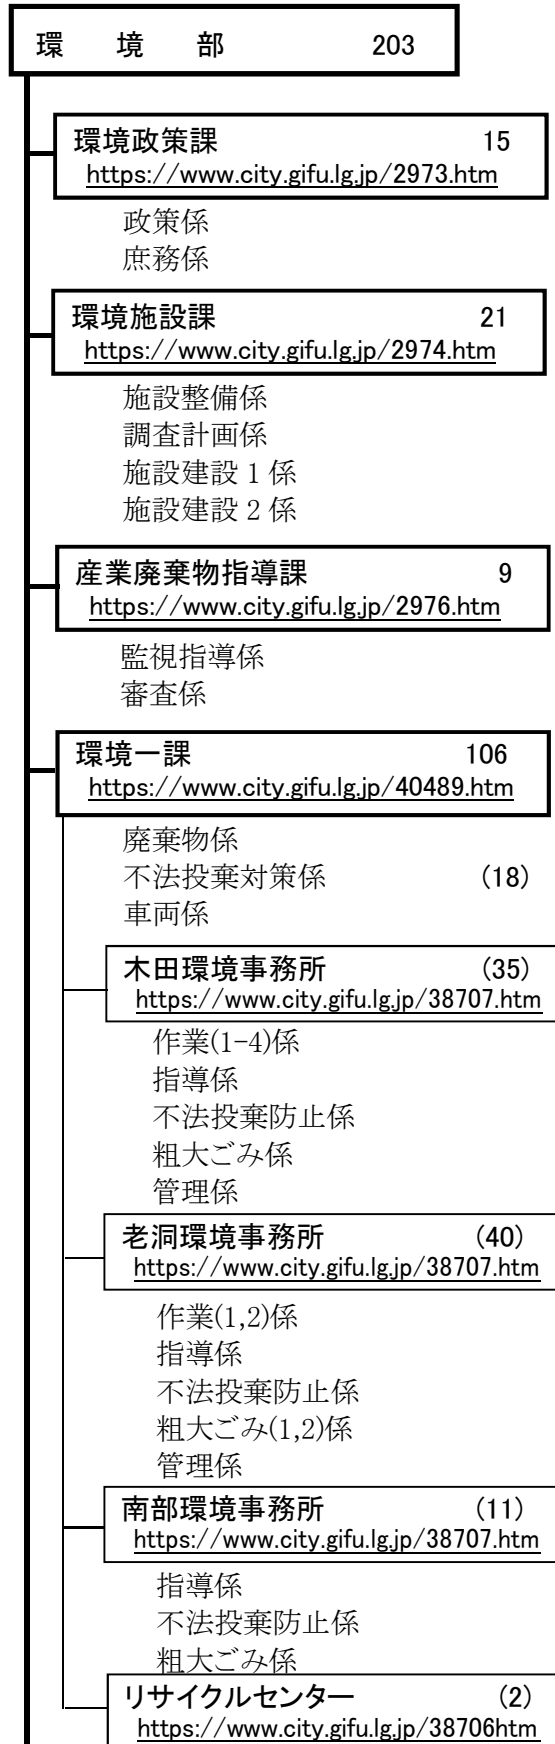 環　境　部　203
環境政策課　15
https://www.city.gifu.lg.jp/2973.htm
政策係
庶務係
環境施設課　21
https://www.city.gifu.lg.jp/2974.htm
施設整備係
調査計画係
施設建設 1 係
施設建設 2 係
産業廃棄物指導課　9
https://www.city.gifu.lg.jp/2976.htm
監視指導係
審査係
環境一課　106
https://www.city.gifu.lg.jp/40489.htm
廃棄物係
不法投棄対策係　(18)
車両係
木田環境事務所　(35)
https://www.city.gifu.lg.jp/38707.htm
作業(1-4)係
指導係
不法投棄防止係
粗大ごみ係
管理係
老洞環境事務所　(40)
https://www.city.gifu.lg.jp/38707.htm
作業(1,2)係
指導係
不法投棄防止係
粗大ごみ(1,2)係
管理係
南部環境事務所　(11)
https://www.city.gifu.lg.jp/38707.htm
指導係
不法投棄防止係
粗大ごみ係
リサイクルセンター　(2)
https://www.city.gifu.lg.jp/38706htm